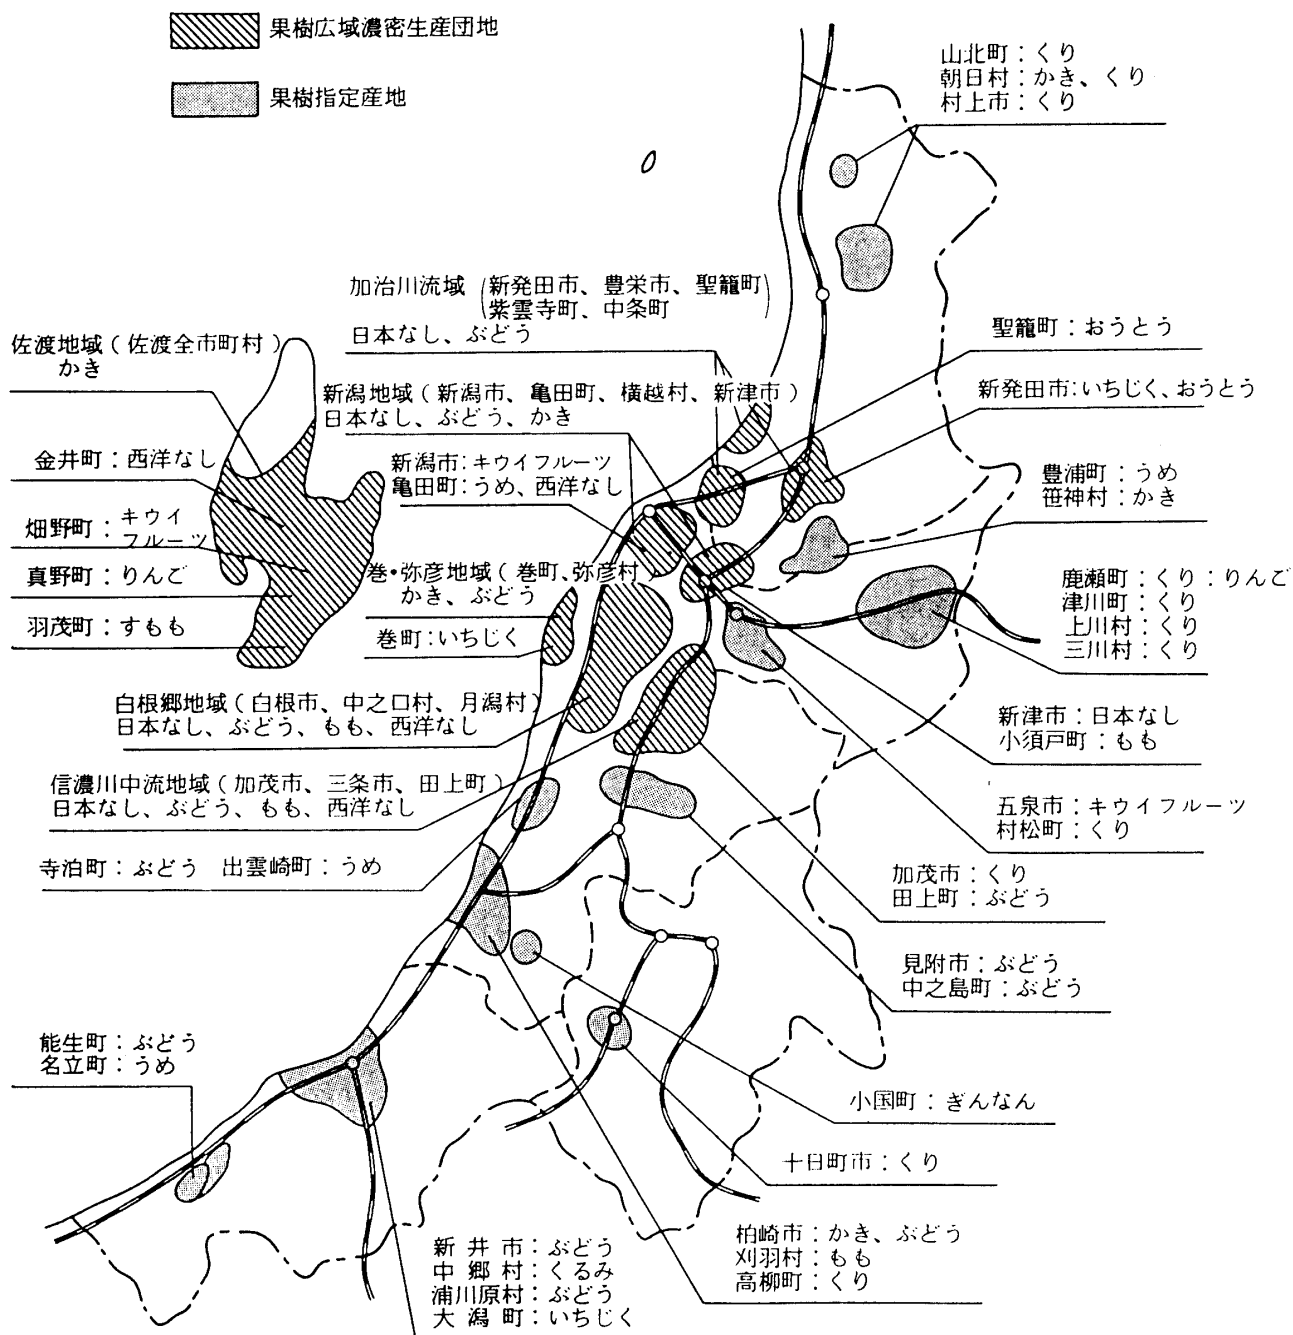 果樹広域濃密生産団地
果樹指定産地
山北町：くり
朝日村：かき、くり
村上市：くり
加治川流域（新発田市、豊栄市、聖籠町
紫雲寺町、中条町）
日本なし、ぶどう
聖籠町：おうとう
佐渡地域（佐渡全市町村）
かき
新潟地域（新潟市、亀田町、横越村、新津市）
日本なし、ぶどう、かき
新発田市：いちじく、おうとう
金井町：西洋なし
新潟市：キウイフルーツ
亀田町：うめ、西洋なし
豊浦町：うめ
笹神村：かき
畑野町：キウイ
フルーツ
巻・弥彦地域（巻町、弥彦村）
かき、ぶどう
真野町：りんご
鹿瀬町：くり：りんご
津川町：くり
上川村：くり
三川村：くり
羽茂町：すもも
巻町：いちじく
白根郷地域（白根市、中之口村、月潟村）
日本なし、ぶどう、もも、西洋なし
新津市：日本なし
小須戸町：もも
信濃川中流地域（加茂市、三条市、田上町）
日本なし、ぶどう、もも、西洋なし
五泉市：キウイフルーツ
村松町：くり
寺泊町：ぶどう　出雲崎町：うめ
加茂市：くり
田上町：ぶどう
見附市：ぶどう
中之島町：ぶどう
能生町：ぶどう
名立町：うめ
小国町：ぎんなん
十日町市：くり
柏崎市：かき、ぶどう
刈羽村：もも
高柳町：くり
新井市：ぶどう
中郷村：くるみ
浦川原村：ぶどう
大潟町：いちじく